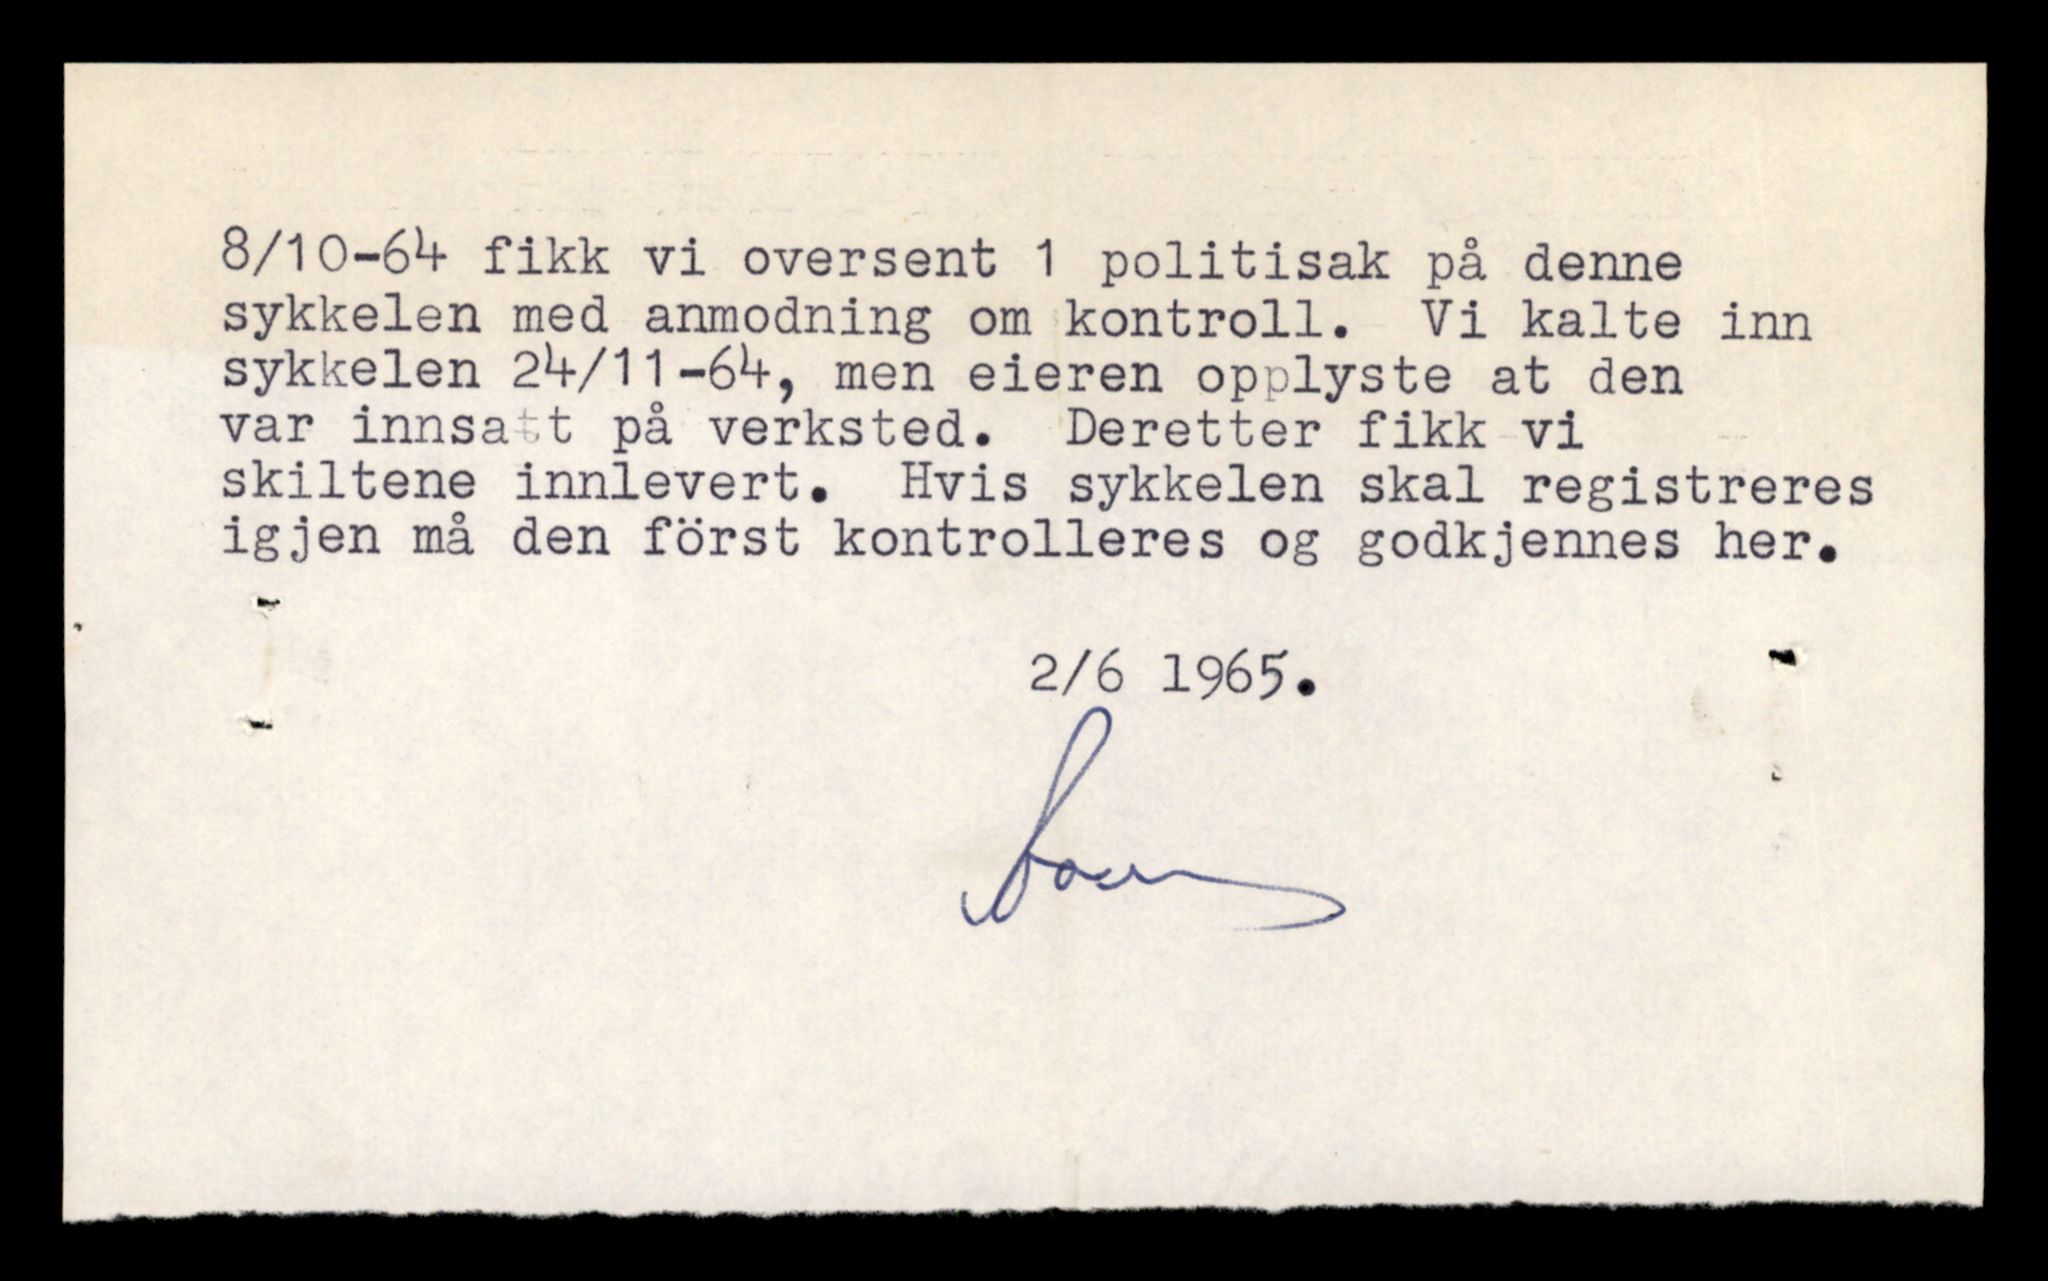 8/10-64 fikk vi oversent 1 politisak på denne
sykkelen med anmodning om kontroll.  Vi kalte inn
sykkelen 24/11-64, men eieren opplyste at den
var innsatt på verksted.  Deretter fikk vi
skiltene innlevert.  Hvis sykkelen skal registreres
igjen må den först kontrolleres og godkjennes her.
2/6 1965.